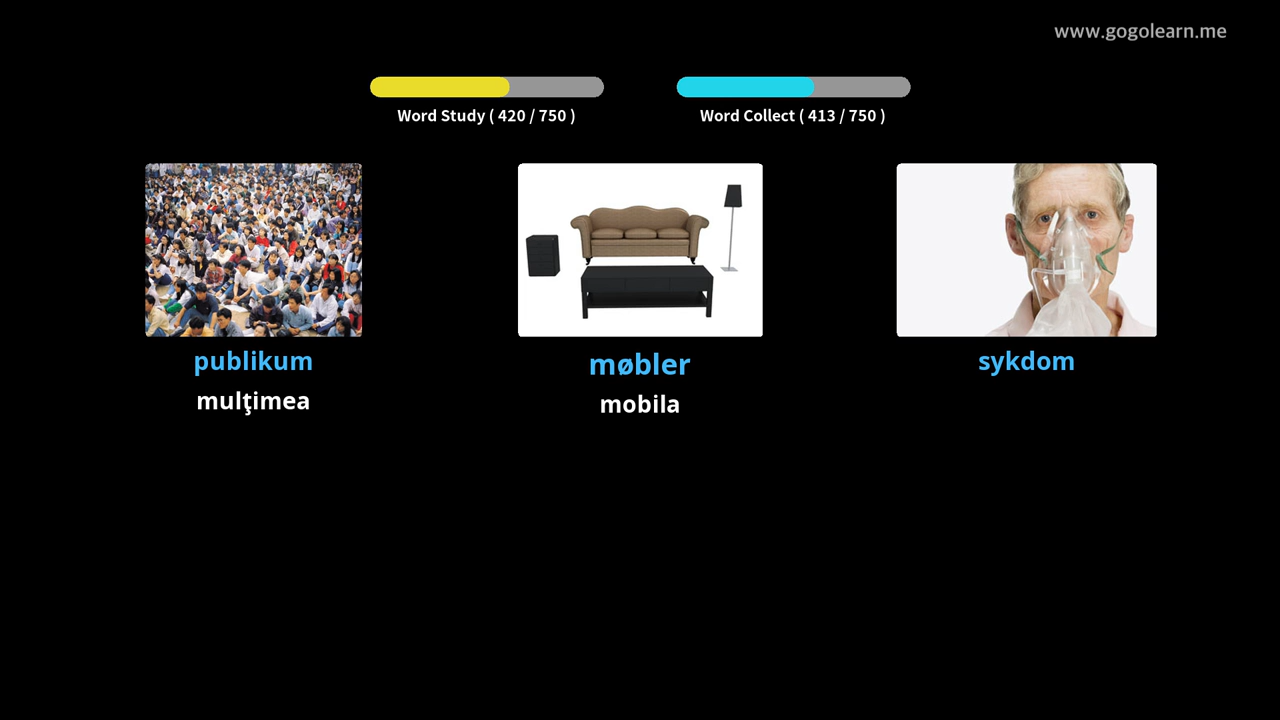 www.gogolearn.me
Word Study ( 420 / 750 )
Word Collect ( 413 / 750 )
publikum
møbler
sykdom
mulţimea
mobila